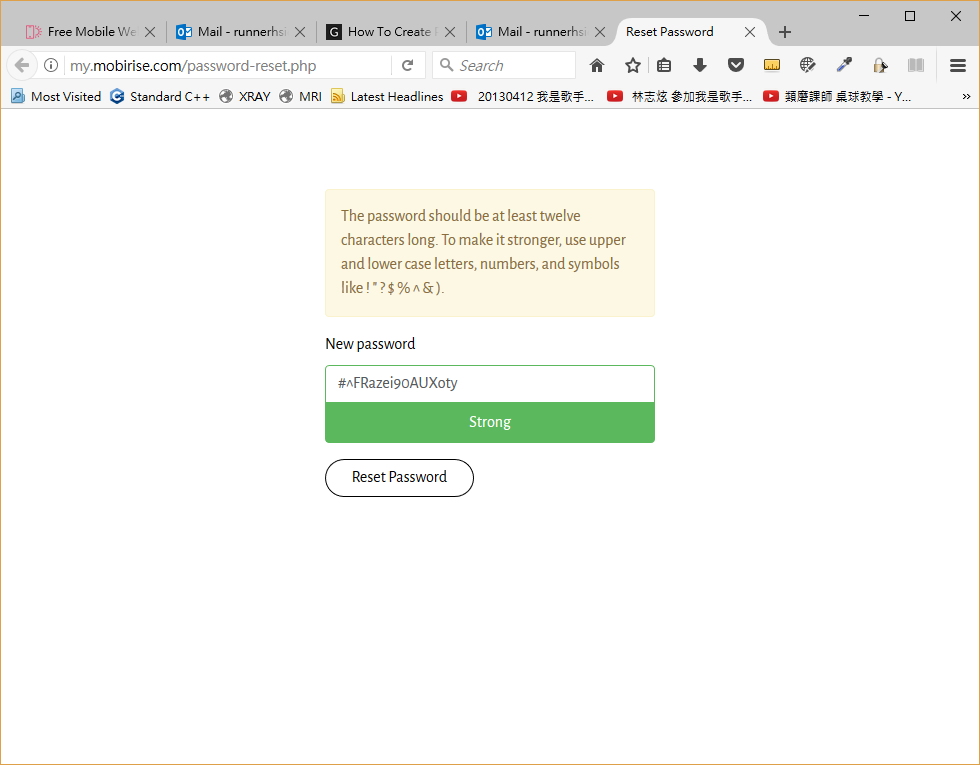 Free Mobile We
Mail - runnerhsi
How To Create
Mail - runnerhsi
Reset Password
my.mobirise.com/password-reset.php
Search
Most Visited
Standard C++
XRAY
MRI
Latest Headlines
20130412 我是歌手...
林志炫 參加我是歌手...
類磨課師 桌球教學 - Y...
The password should be at least twelve
characters long. To make it stronger, use upper
and lower case letters, numbers, and symbols
like ! " ? $ % ^ & ).
New password
#^FRazei90AUXoty
Strong
Reset Password